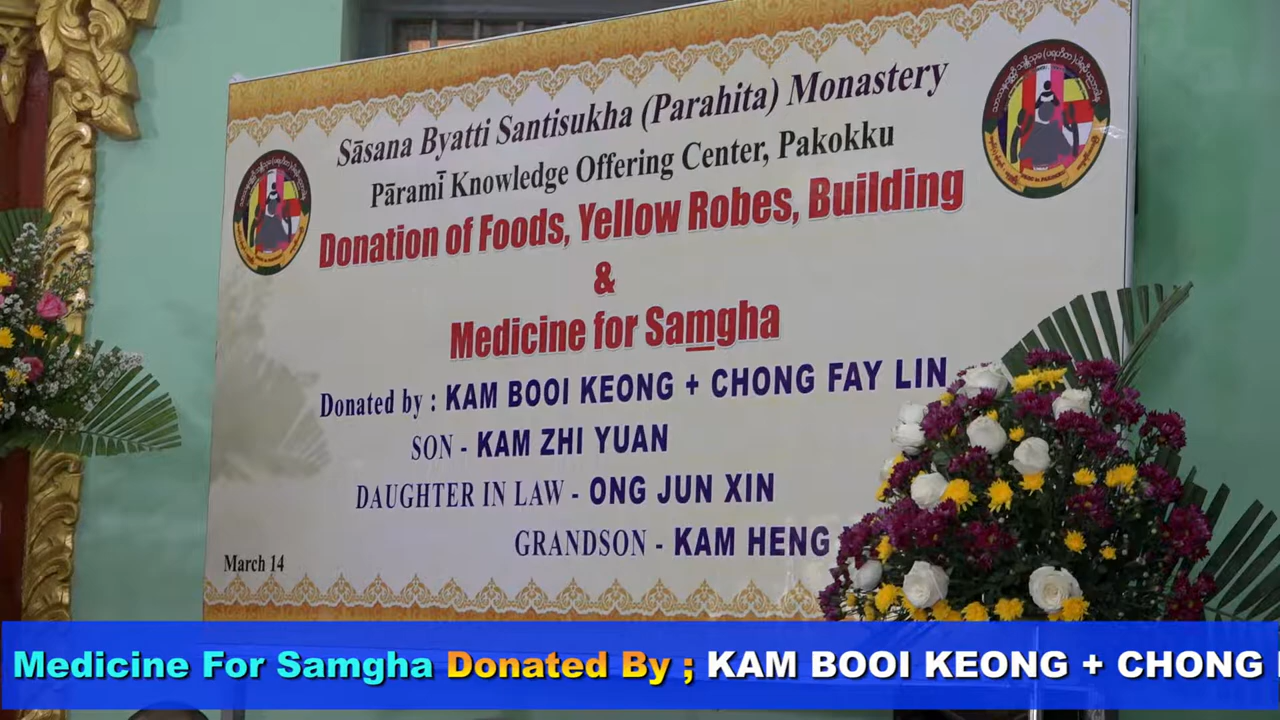 Sāsana Byatti Santisukha (Parahita) Monastery
Pāramī Knowledge Offering Center, Pakokku
Donation of Foods, Yellow Robes, Building
&
Medicine for Samgha
Donated by : KAM BOOI KEONG + CHONG FAY LIN
SON - KAM ZHI YUAN
DAUGHTER IN LAW - ONG JUN XIN
GRANDSON - KAM HENG
March 14
Medicine For Samgha Donated By ; KAM BOOI KEONG + CHONG